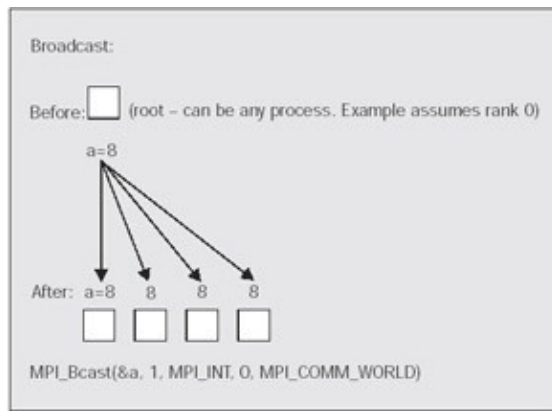 Broadcast:
Before: (root – can be any process. Example assumes rank 0)
a=8
After: a=8 8 8 8
MPI_Bcast(&a, 1, MPI_INT, 0, MPI_COMM_WORLD)